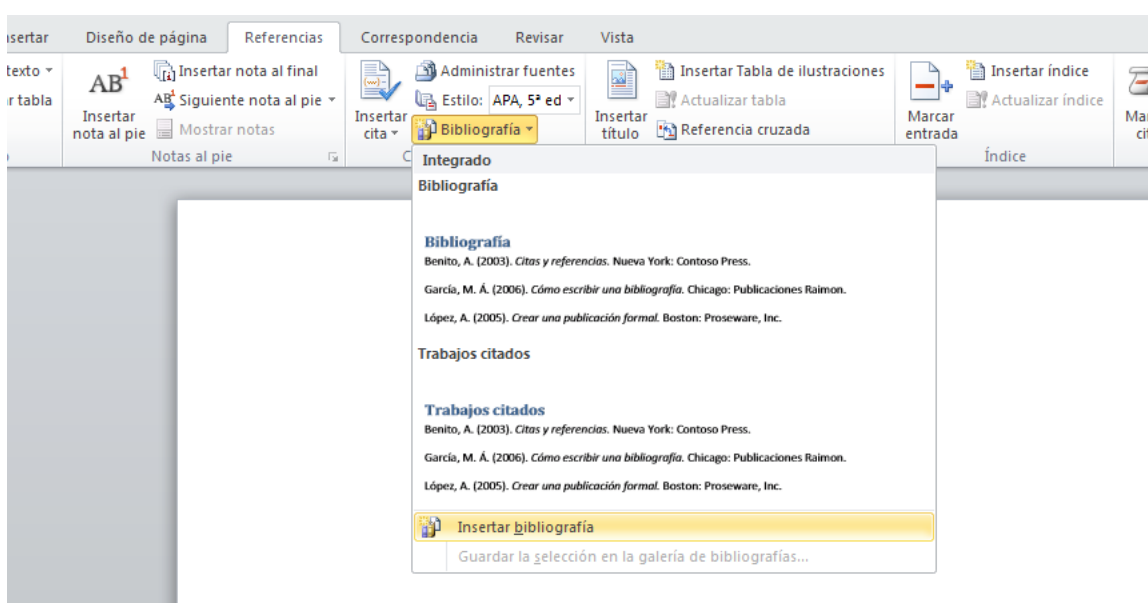 nsertar Diseño de página Referencias Correspondencia Revisar Vista
texto Insertar nota al final Administrar fuentes Insertar Tabla de ilustraciones Insertar índice
r tabla AB1 Siguiente nota al pie Estilo: APA, 5ª ed Actualizar tabla Actualizar índice
Insertar nota al pie Mostrar notas Insertar cita Bibliografía Insertar título Referencia cruzada Marcar entrada Ma ci
Notas al pie C Índice
Integrado
Bibliografía
Bibliografía
Benito, A. (2003). Citas y referencias. Nueva York: Contoso Press.
García, M. Á. (2006). Cómo escribir una bibliografía. Chicago: Publicaciones Raimon.
López, A. (2005). Crear una publicación formal. Boston: Proseware, Inc.
Trabajos citados
Trabajos citados
Benito, A. (2003). Citas y referencias. Nueva York: Contoso Press.
García, M. Á. (2006). Cómo escribir una bibliografía. Chicago: Publicaciones Raimon.
López, A. (2005). Crear una publicación formal. Boston: Proseware, Inc.
Insertar bibliografía
Guardar la selección en la galería de bibliografías...